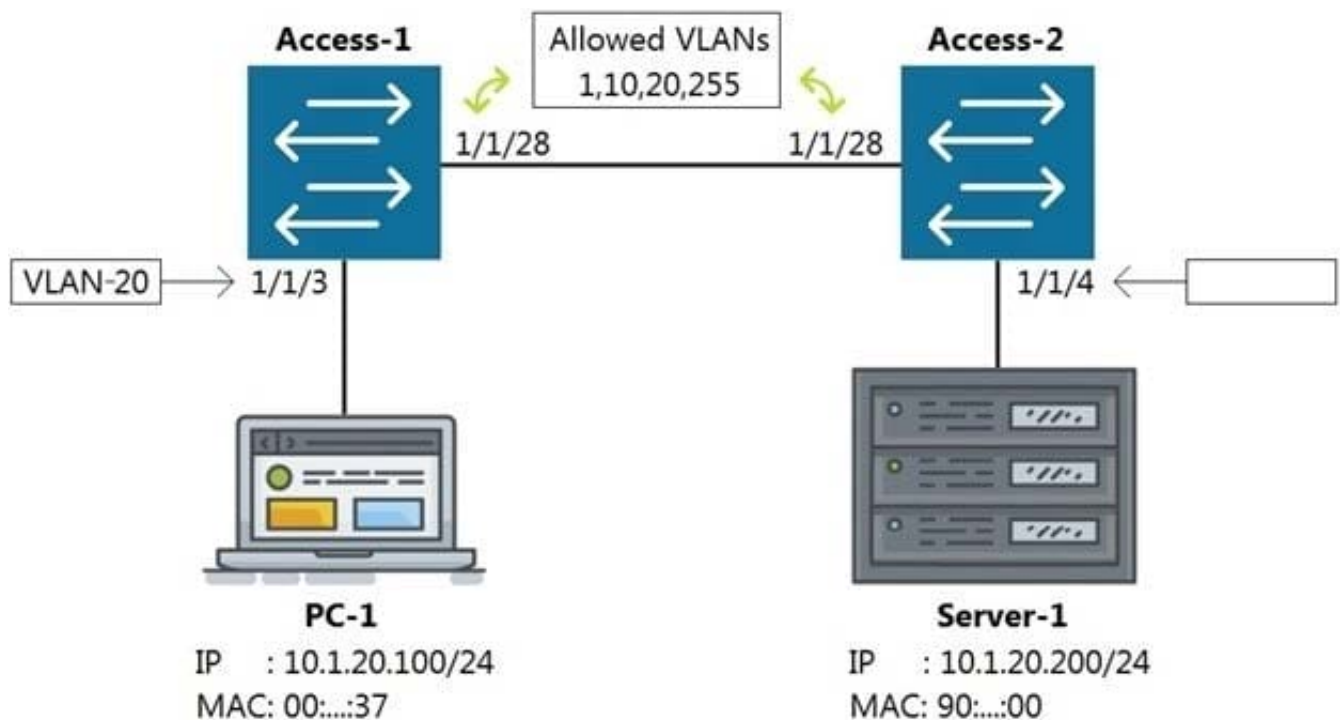 Access-1
Allowed VLANs
1,10,20,255
Access-2
1/1/28
1/1/28
VLAN-20
1/1/3
1/1/4
PC-1
IP : 10.1.20.100/24
MAC: 00:...:37
Server-1
IP : 10.1.20.200/24
MAC: 90:...:00